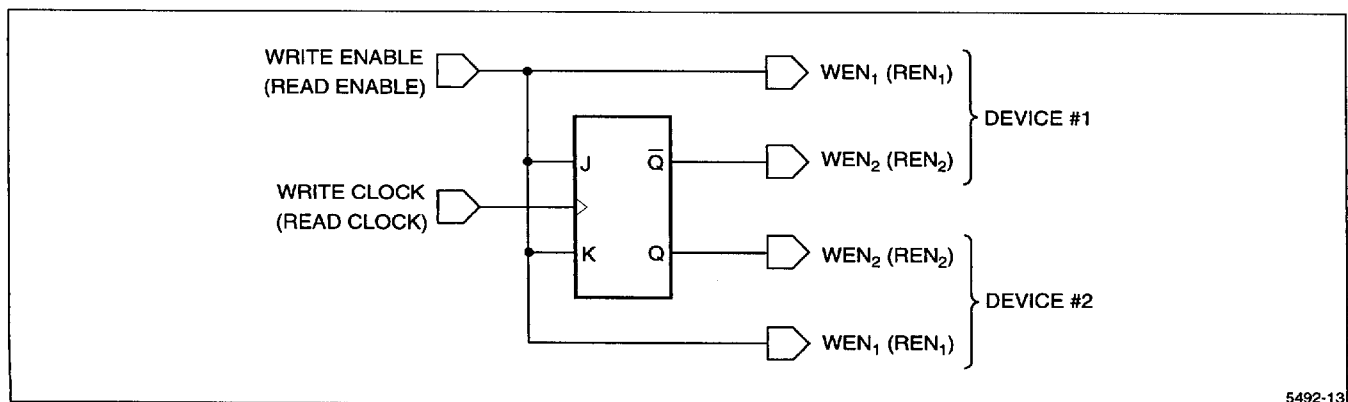 WRITE ENABLE
(READ ENABLE)
WEN₁ (REN₁)
DEVICE #1
J
Q̅
WEN₂ (REN₂)
WRITE CLOCK
(READ CLOCK)
K
Q
WEN₂ (REN₂)
DEVICE #2
WEN₁ (REN₁)
5492-13